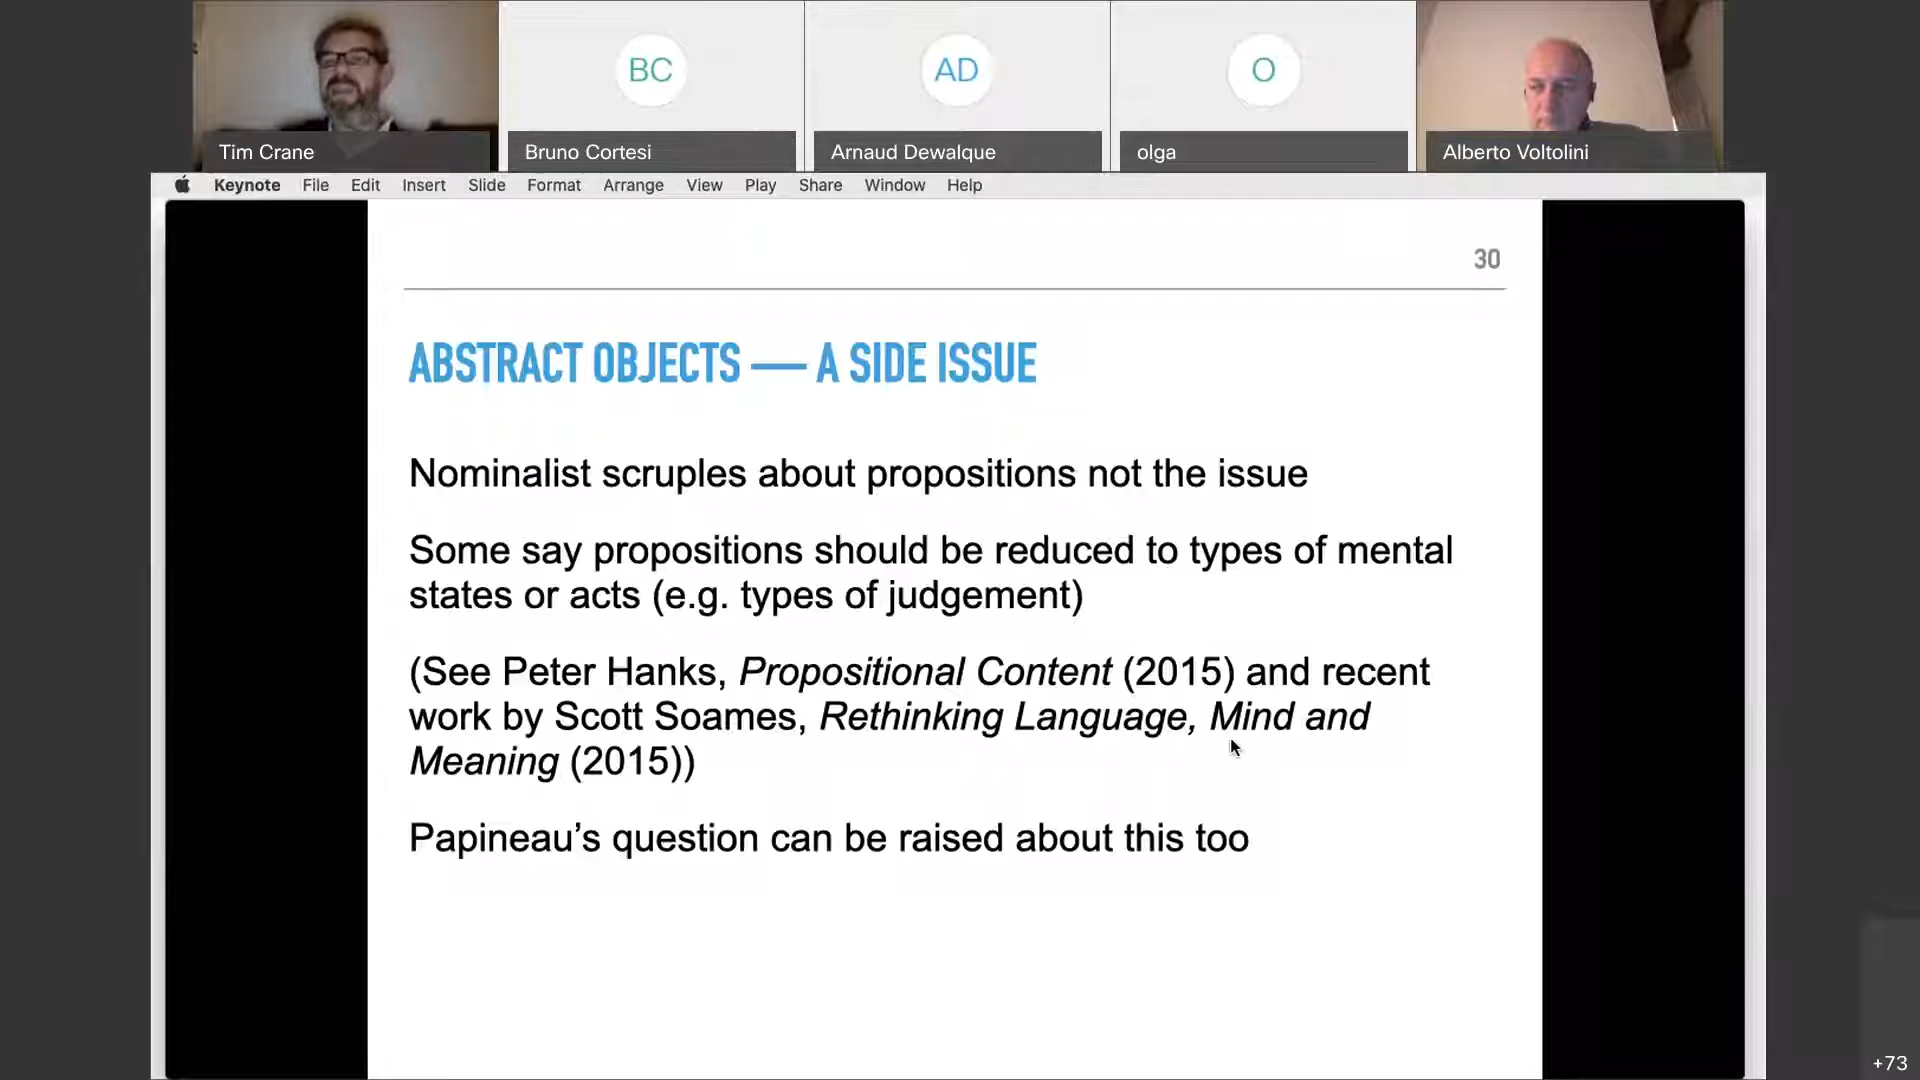 BC
AD
O
Tim Crane
Bruno Cortesi
Arnaud Dewalque
olga
Alberto Voltolini
Keynote File Edit Insert Slide Format Arrange View Play Share Window Help
30
ABSTRACT OBJECTS — A SIDE ISSUE
Nominalist scruples about propositions not the issue
Some say propositions should be reduced to types of mental
states or acts (e.g. types of judgement)
(See Peter Hanks, Propositional Content (2015) and recent
work by Scott Soames, Rethinking Language, Mind and
Meaning (2015))
Papineau’s question can be raised about this too
+73